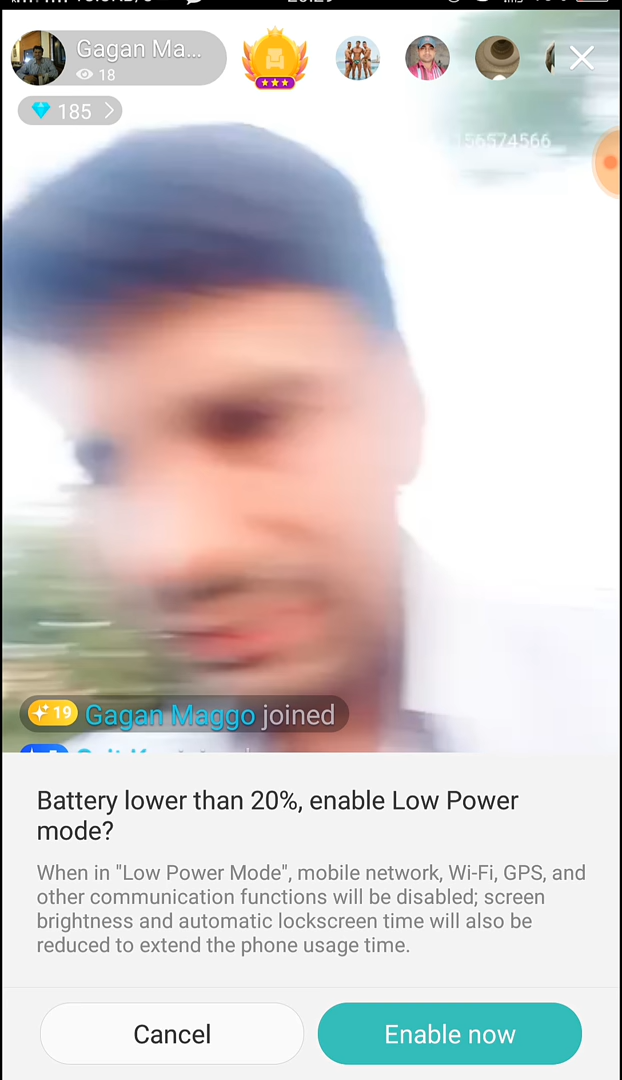 Gagan Ma...
18
185
156574566
19 Gagan Maggo joined
Battery lower than 20%, enable Low Power
mode?
When in "Low Power Mode", mobile network, Wi-Fi, GPS, and
other communication functions will be disabled; screen
brightness and automatic lockscreen time will also be
reduced to extend the phone usage time.
Cancel
Enable now